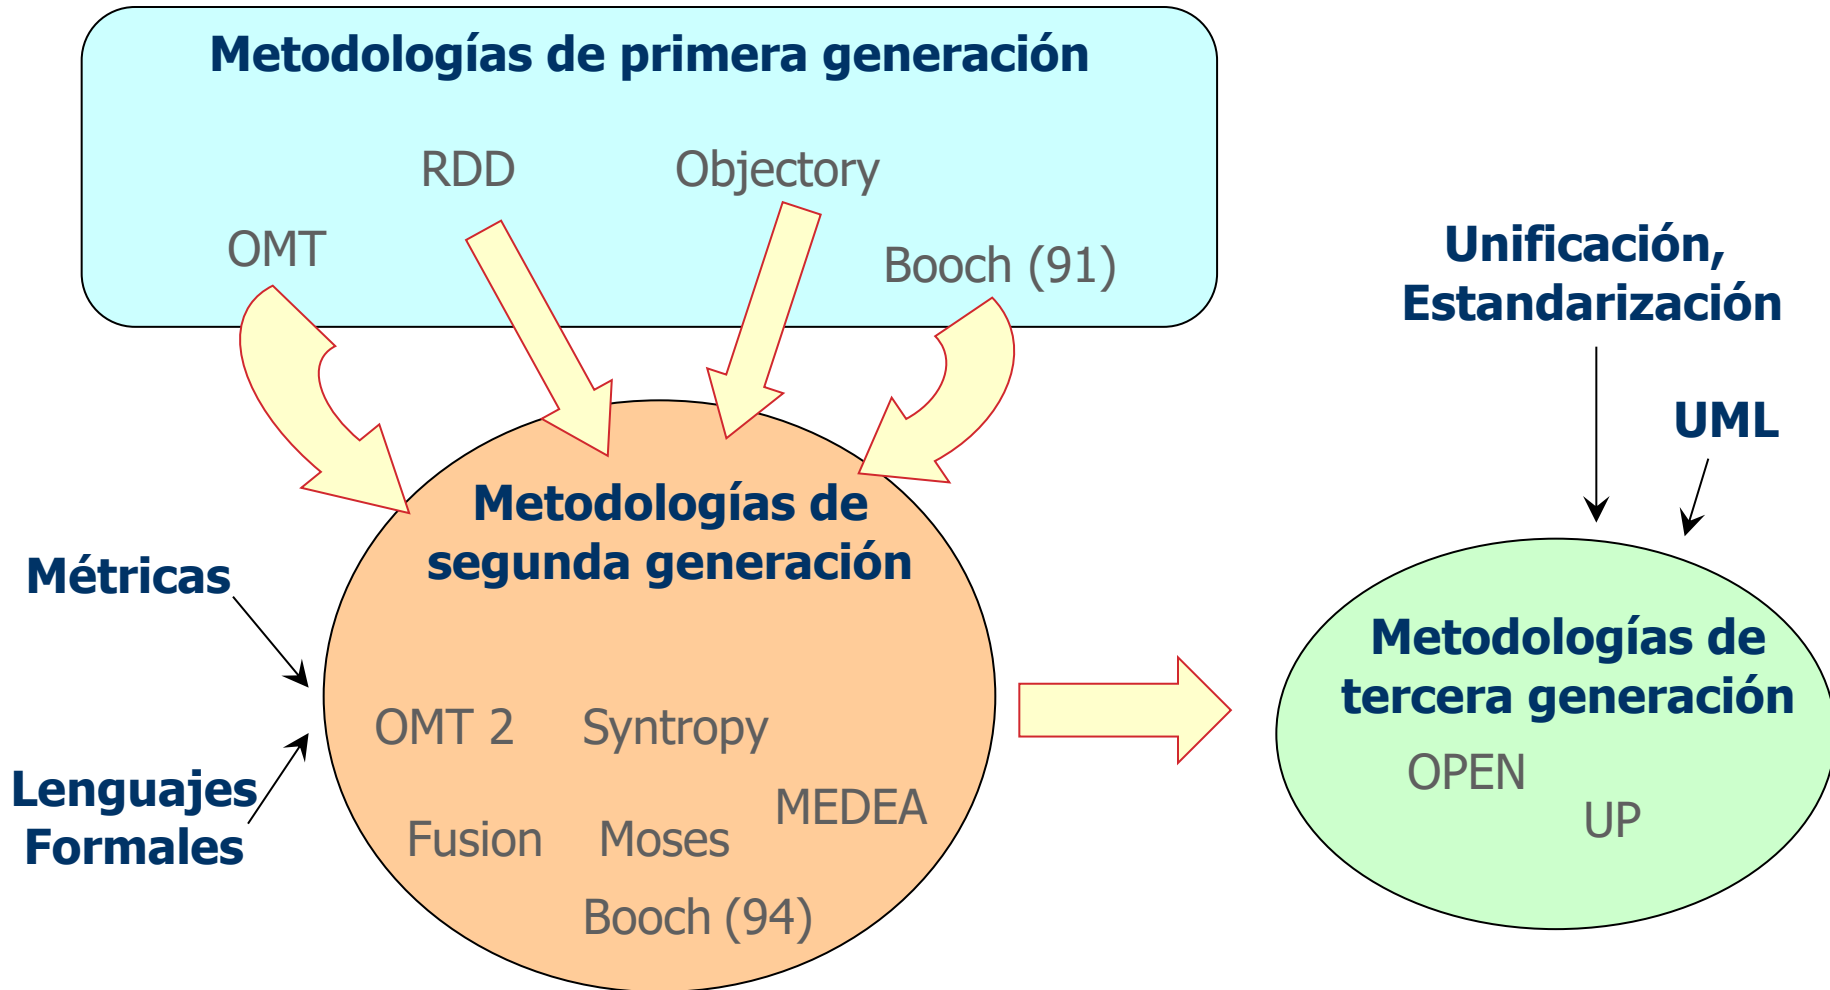 Metodologías de primera generación
RDD
Objectory
OMT
Booch (91)
Unificación,
Estandarización
UML
Metodologías de
segunda generación
Métricas
Lenguajes
Formales
OMT 2
Syntropy
MEDEA
Fusion
Moses
Booch (94)
Metodologías de
tercera generación
OPEN
UP